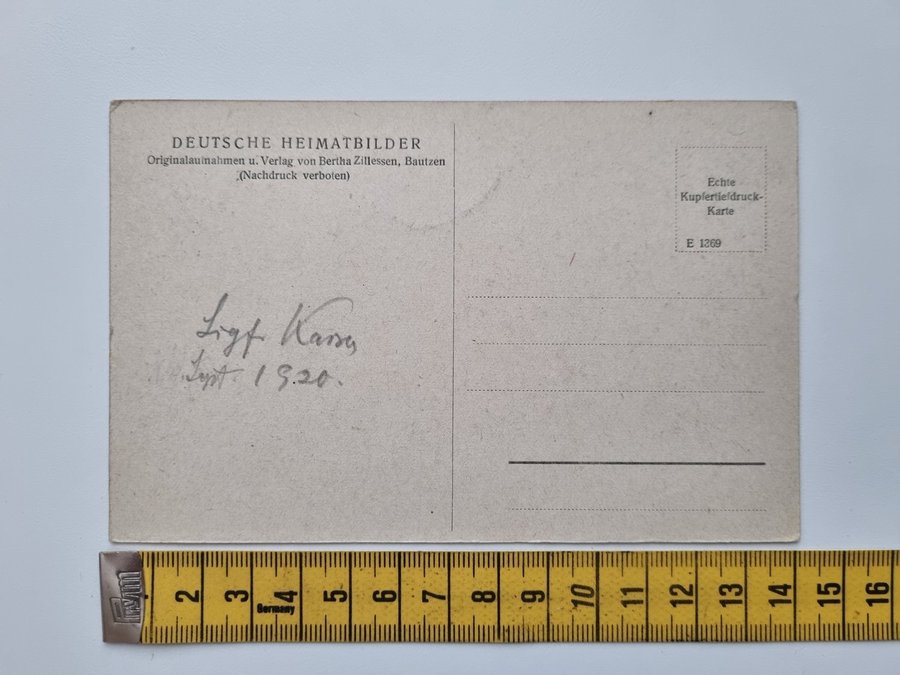 DEUTSCHE HEIMATBILDER
Originalaufnahmen u. Verlag von Bertha Zillessen, Bautzen
(Nachdruck verboten)
Echte
Kupfertiefdruck-
Karte
E 1369
Sept. 1920.
2 3 4 5 6 7 8 9 10 11 12 13 14 15 16
Germany